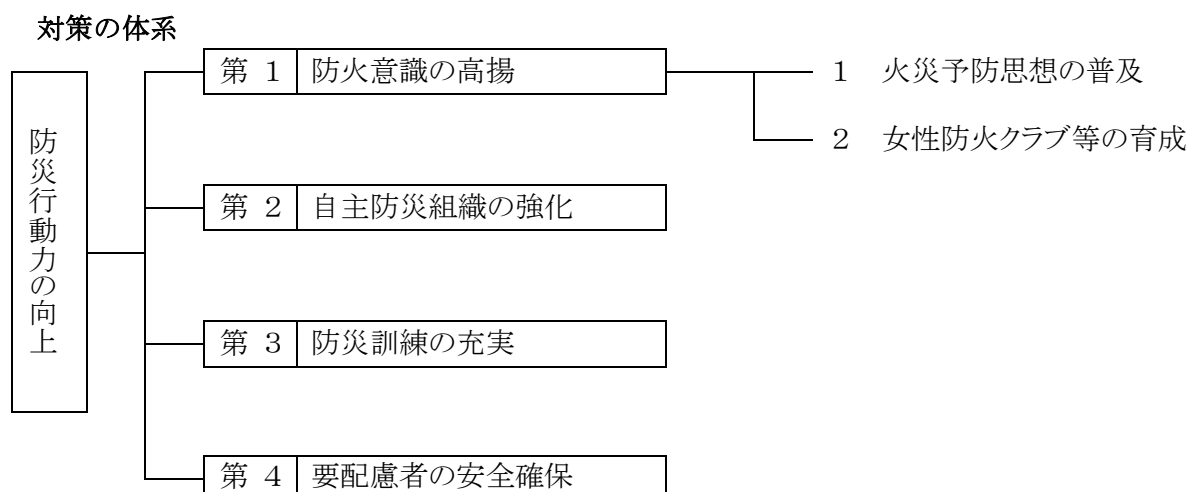 対策の体系
防災行動力の向上
第 1 防火意識の高揚
1 火災予防思想の普及
2 女性防火クラブ等の育成
第 2 自主防災組織の強化
第 3 防災訓練の充実
第 4 要配慮者の安全確保